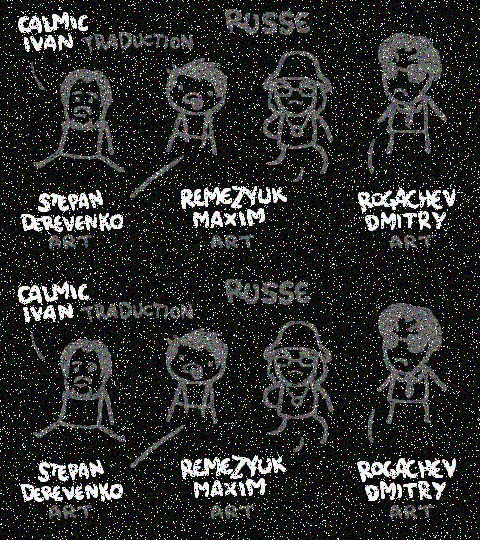 RUSSE
CALMIC
IVAN TRADUCTION
STEPAN
DEREVENKO
ART
REMEZYUK
MAXIM
ART
ROGACHEV
DMITRY
ART
RUSSE
CALMIC
IVAN TRADUCTION
STEPAN
DEREVENKO
ART
REMEZYUK
MAXIM
ART
ROGACHEV
DMITRY
ART